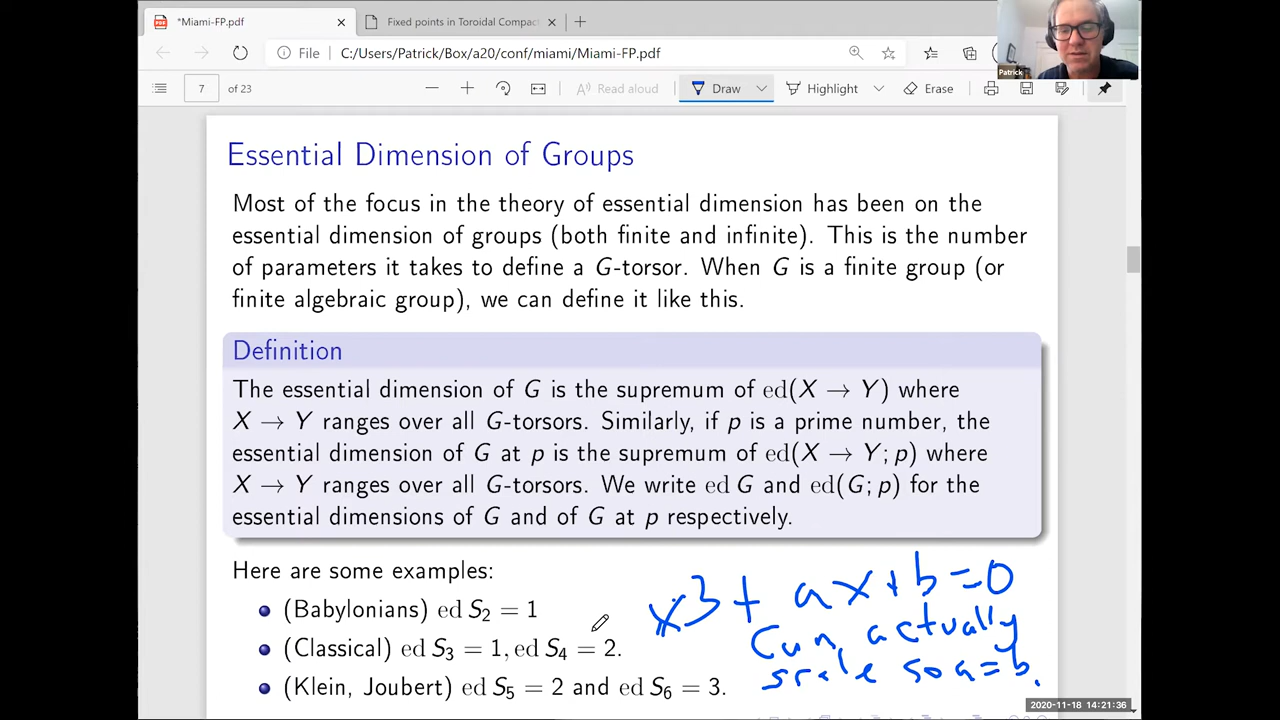 *Miami-FP.pdf
Fixed points in Toroidal Compact
File
C:/Users/Patrick/Box/a20/conf/miami/Miami-FP.pdf
Patrick
7 of 23
Read aloud
Draw
Highlight
Erase
Essential Dimension of Groups
Most of the focus in the theory of essential dimension has been on the
essential dimension of groups (both finite and infinite). This is the number
of parameters it takes to define a G-torsor. When G is a finite group (or
finite algebraic group), we can define it like this.
Definition
The essential dimension of G is the supremum of ed(X → Y) where
X → Y ranges over all G-torsors. Similarly, if p is a prime number, the
essential dimension of G at p is the supremum of ed(X → Y; p) where
X → Y ranges over all G-torsors. We write ed G and ed(G; p) for the
essential dimensions of G and of G at p respectively.
Here are some examples:
(Babylonians) ed S₂ = 1
(Classical) ed S₃ = 1, ed S₄ = 2.
(Klein, Joubert) ed S₅ = 2 and ed S₆ = 3.
x³ + ax + b = 0
Can actually
scale so a = b.
2020-11-18 14:21:36